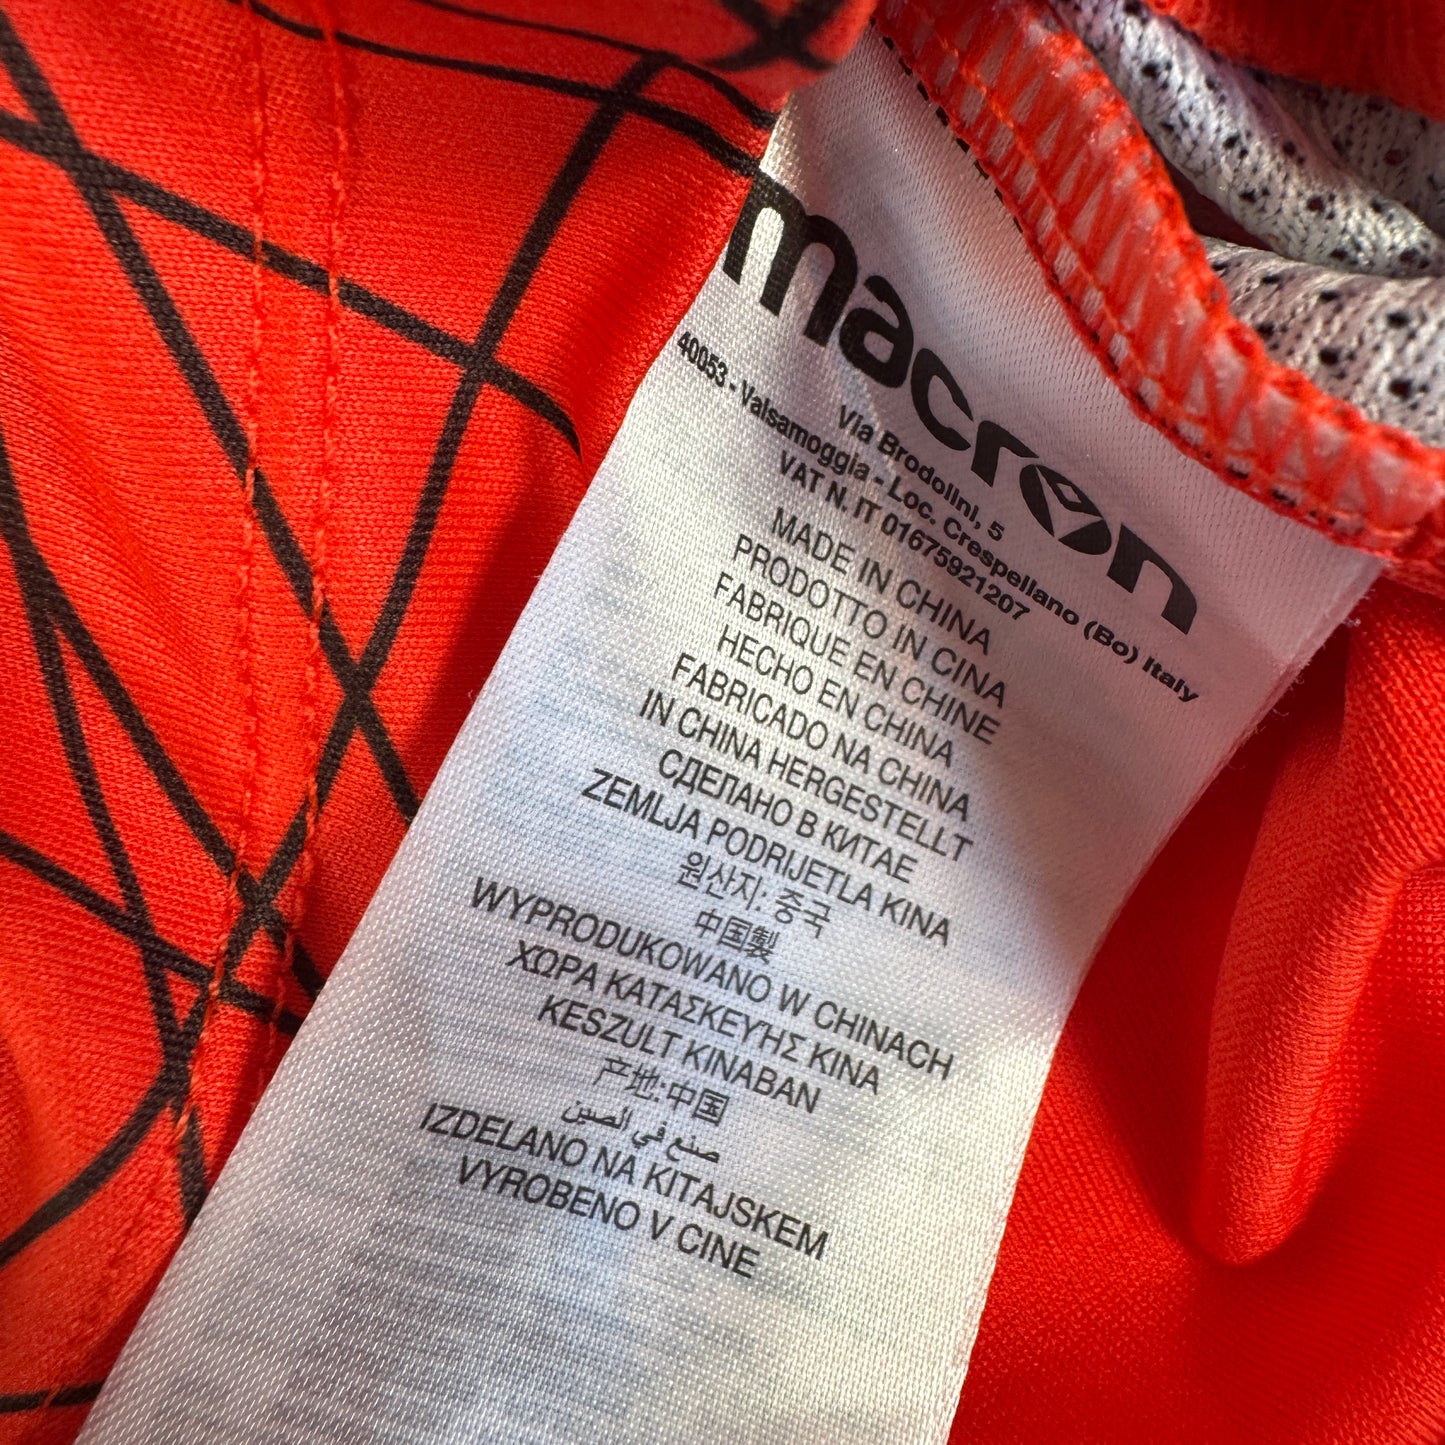 macron
Via Brodolini, 5
40053 - Valsamoggia - Loc. Crespellano (Bo) Italy
VAT N. IT 01675921207
MADE IN CHINA
PRODOTTO IN CINA
FABRIQUE EN CHINE
HECHO EN CHINA
FABRICADO NA CHINA
IN CHINA HERGESTELLT
СДЕЛАНО В КИТАЕ
ZEMLJA PODRIJETLA KINA
원산지: 중국
中国製
WYPRODUKOWANO W CHINACH
ΧΩΡΑ ΚΑΤΑΣΚΕΥΉΣ ΚΙΝΑ
KESZULT KINABAN
产地:中国
صنع في الصين
IZDELANO NA KITAJSKEM
VYROBENO V CINE